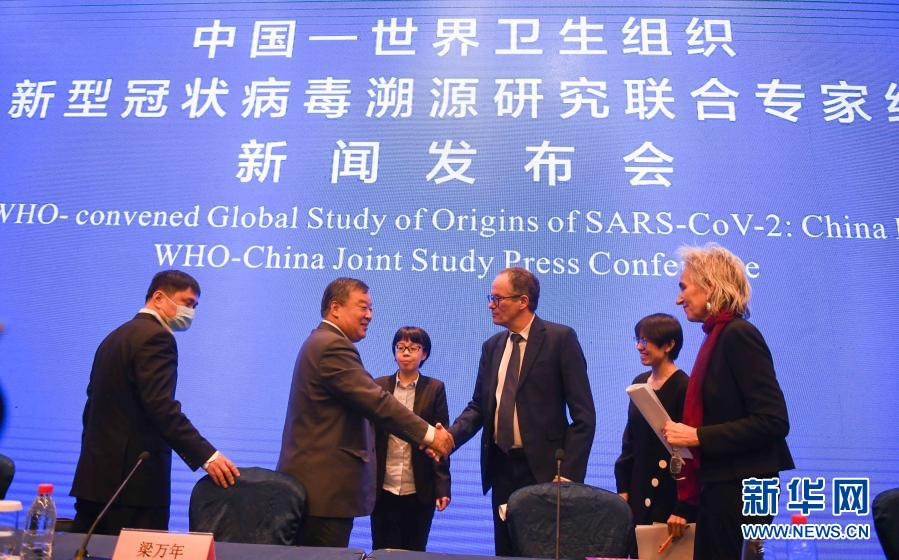 中国—世界卫生组织
新型冠状病毒溯源研究联合专家
新闻发布会
WHO- convened Global Study of Origins of SARS-CoV-2: China
WHO-China Joint Study Press Conference
梁万年
新华网
WWW.NEWS.CN